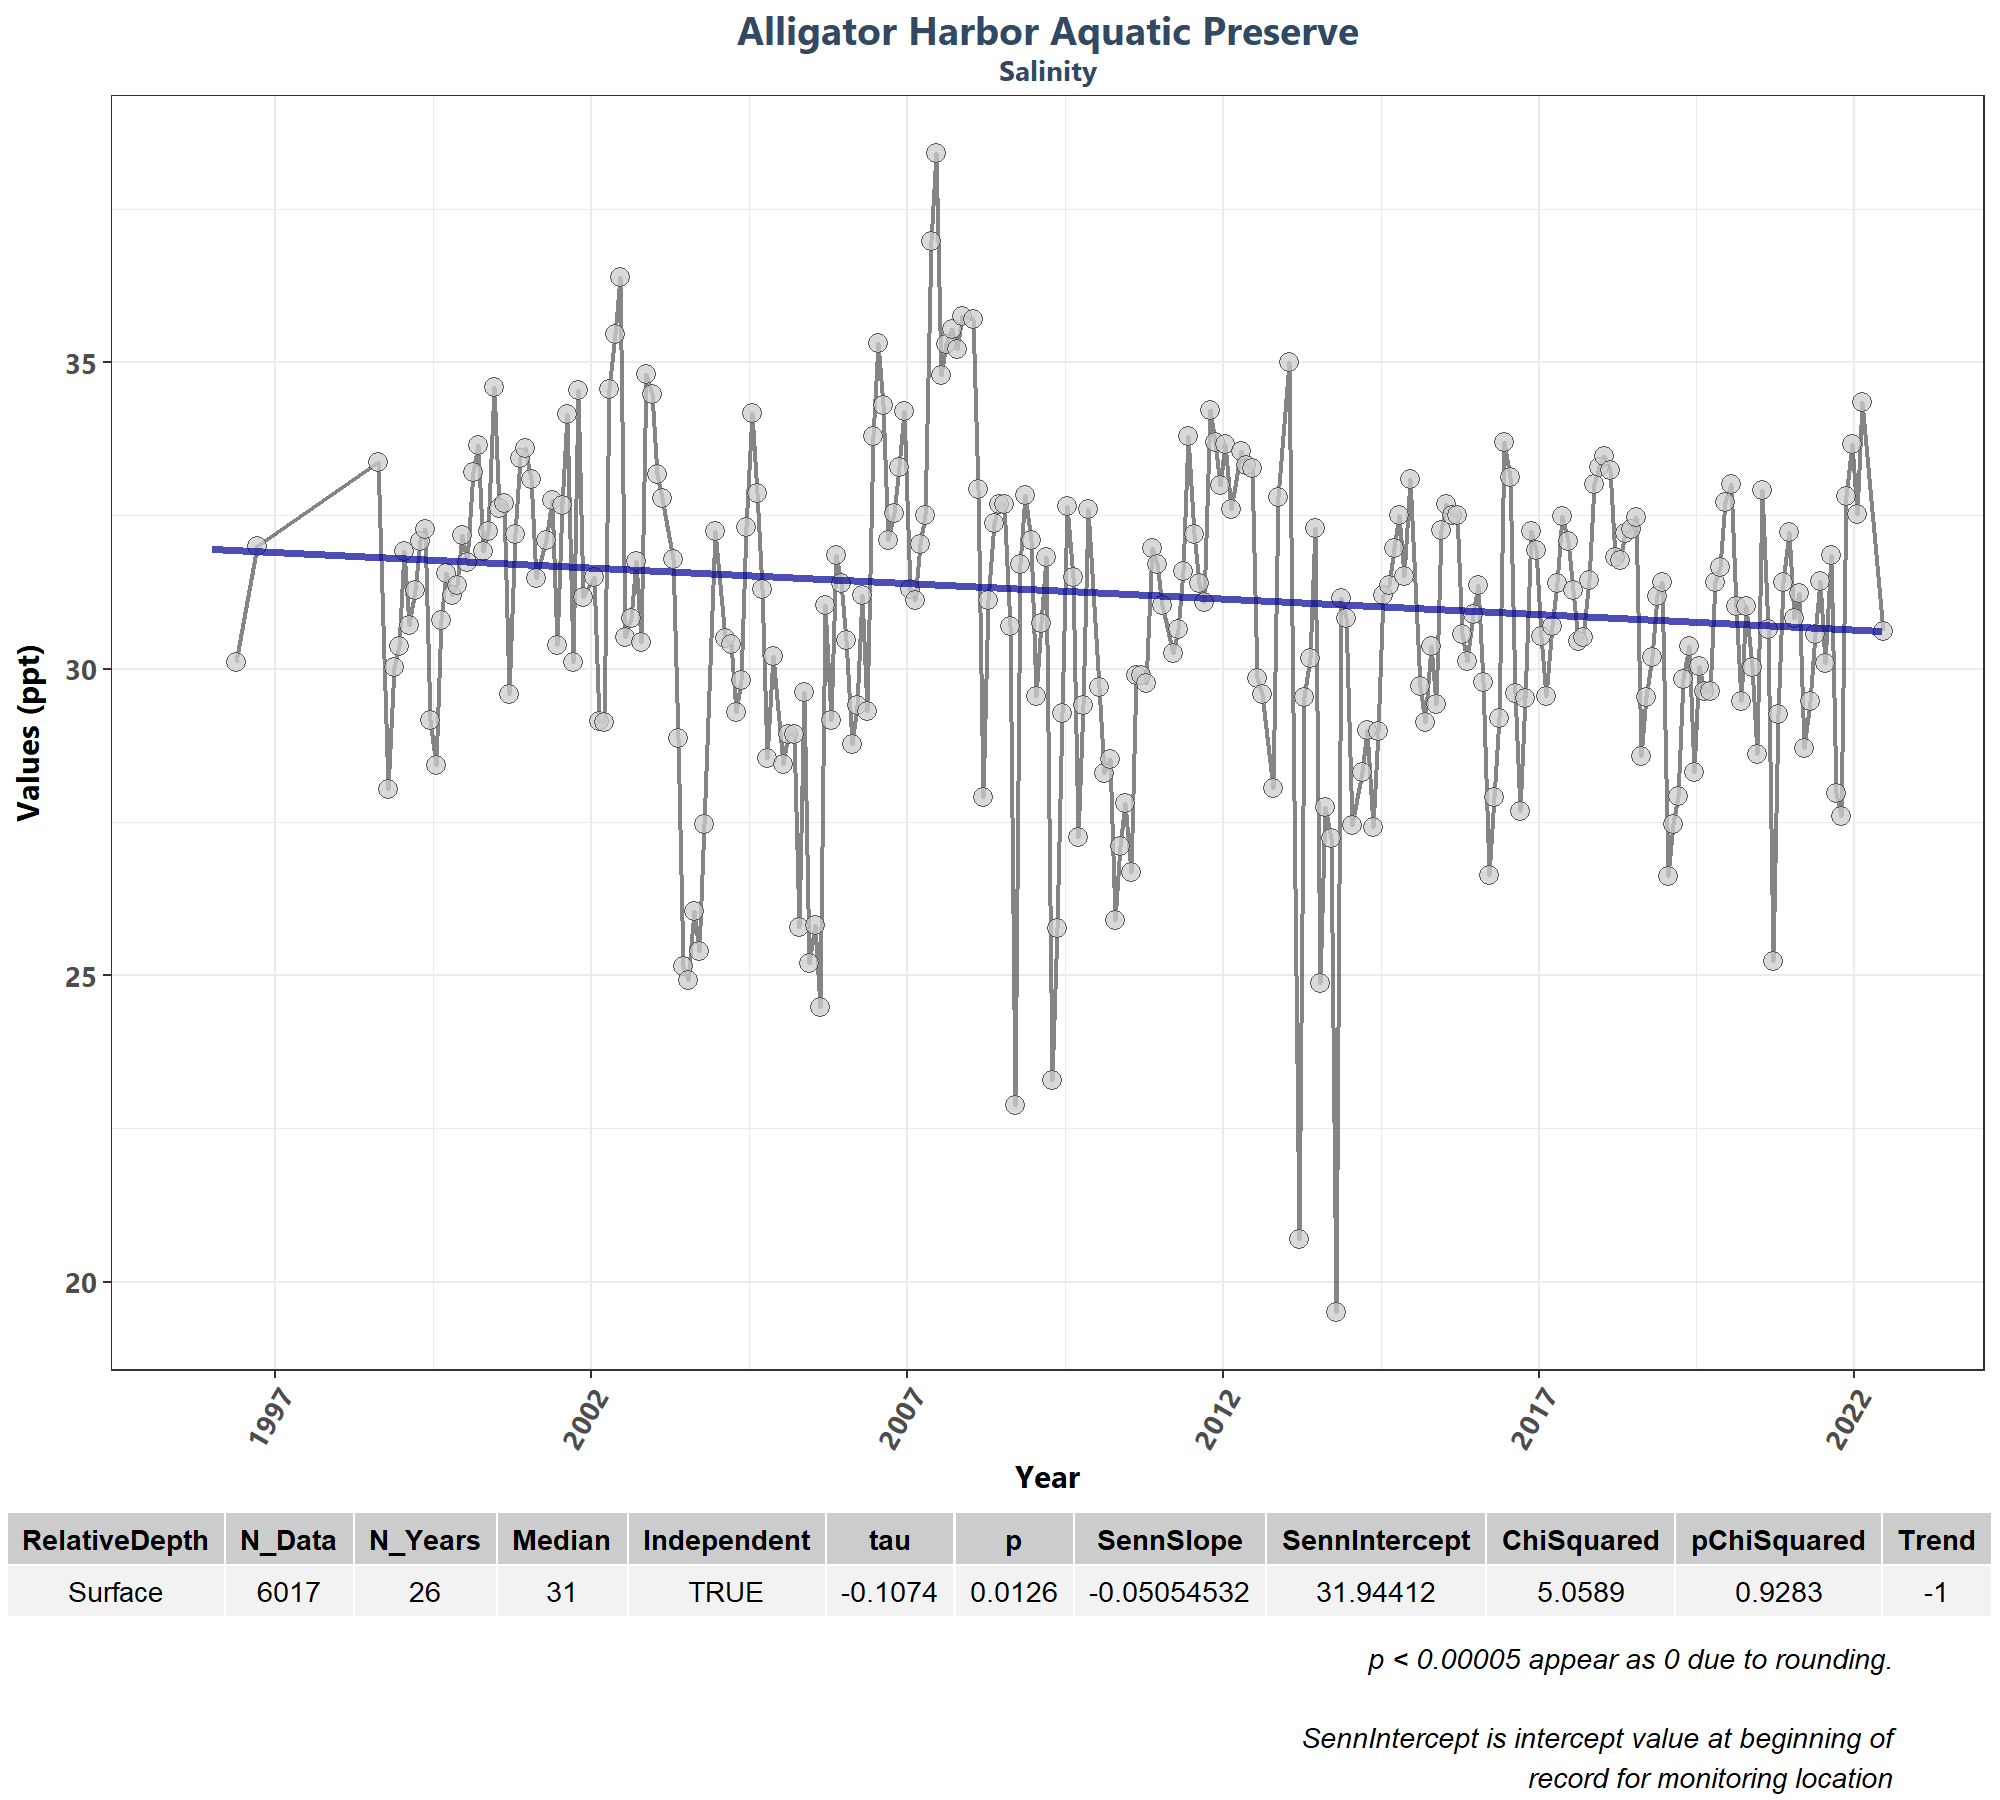 Alligator Harbor Aquatic Preserve
Salinity
Values (ppt)
35
30
25
20
1997
2002
2007
2012
2017
2022
Year
RelativeDepth N_Data N_Years Median Independent tau p SennSlope SennIntercept ChiSquared pChiSquared Trend
Surface 6017 26 31 TRUE -0.1074 0.0126 -0.05054532 31.94412 5.0589 0.9283 -1
p < 0.00005 appear as 0 due to rounding.
SennIntercept is intercept value at beginning of
record for monitoring location